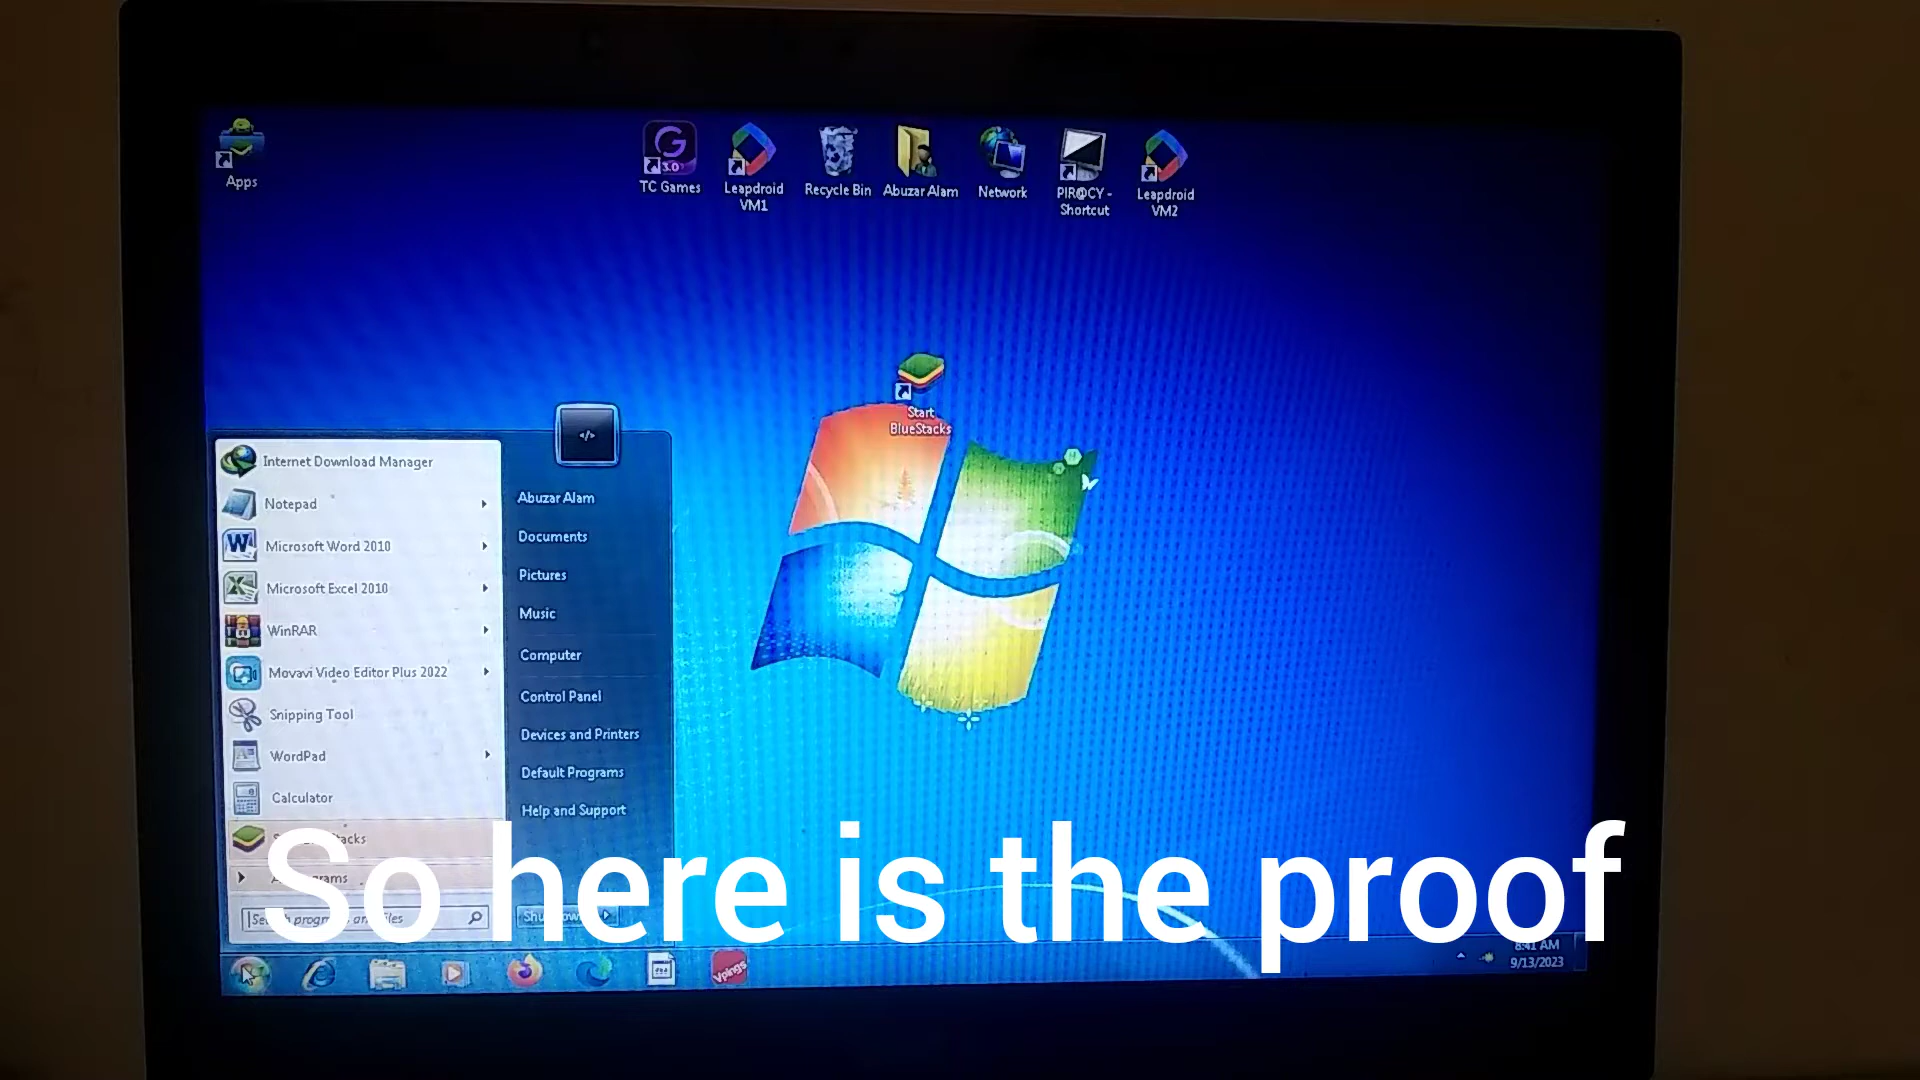 Apps
TC Games
3.0
Leapdroid
VM1
Recycle Bin
Abuzar Alam
Network
PIR@CY -
Shortcut
Leapdroid
VM2
Start
BlueStacks
</>
Internet Download Manager
Notepad
Microsoft Word 2010
Microsoft Excel 2010
WinRAR
Movavi Video Editor Plus 2022
Snipping Tool
WordPad
Calculator
Abuzar Alam
Documents
Pictures
Music
Computer
Control Panel
Devices and Printers
Default Programs
Help and Support
So here is the proof
Vpings
8:41 AM
9/13/2023